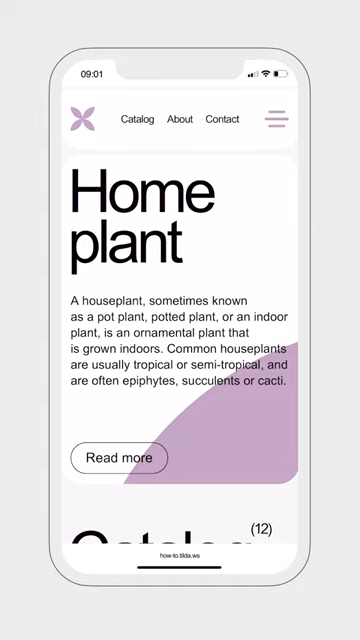 09:01
Catalog About Contact
Home
plant
A houseplant, sometimes known
as a pot plant, potted plant, or an indoor
plant, is an ornamental plant that
is grown indoors. Common houseplants
are usually tropical or semi-tropical, and
are often epiphytes, succulents or cacti.
Read more
Catalog (12)
how-to.tilda.ws